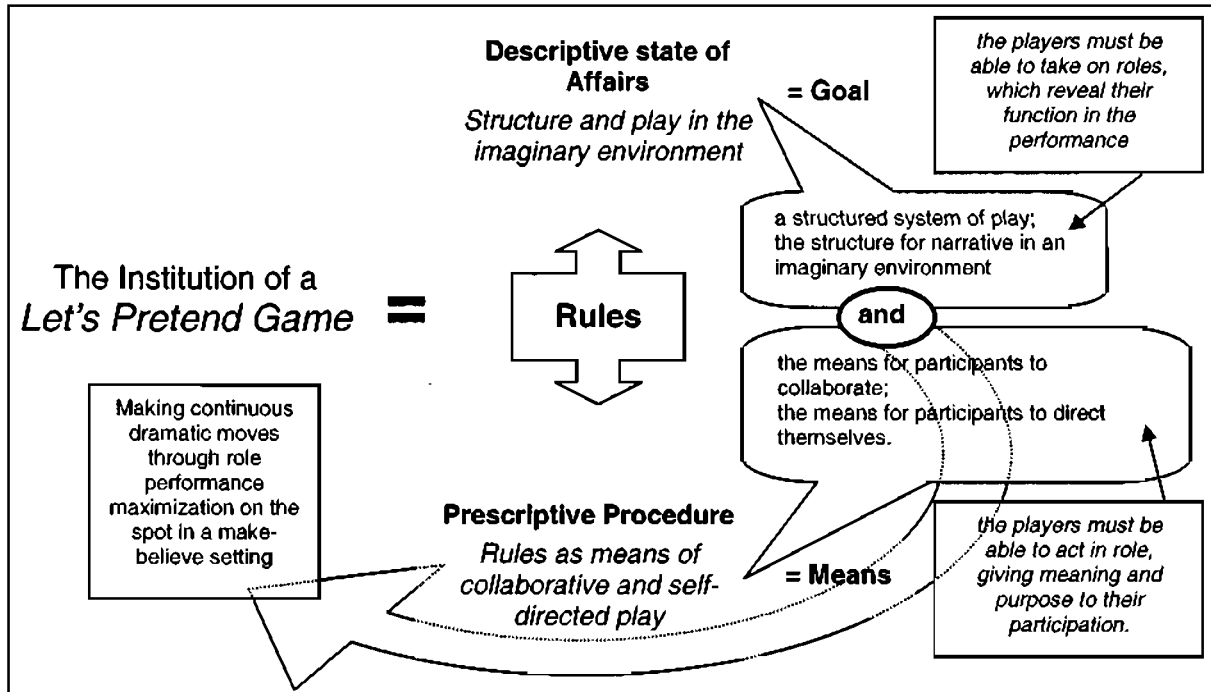 Descriptive state of
Affairs
Structure and play in the
imaginary environment
= Goal
the players must be
able to take on roles,
which reveal their
function in the
performance
a structured system of play;
the structure for narrative in an
imaginary environment
The Institution of a
Let's Pretend Game
=
Rules
and
the means for participants to
collaborate;
the means for participants to direct
themselves.
Making continuous
dramatic moves
through role
performance
maximization on the
spot in a make-
believe setting
Prescriptive Procedure
Rules as means of
collaborative and self-
directed play
= Means
the players must be
able to act in role,
giving meaning and
purpose to their
participation.